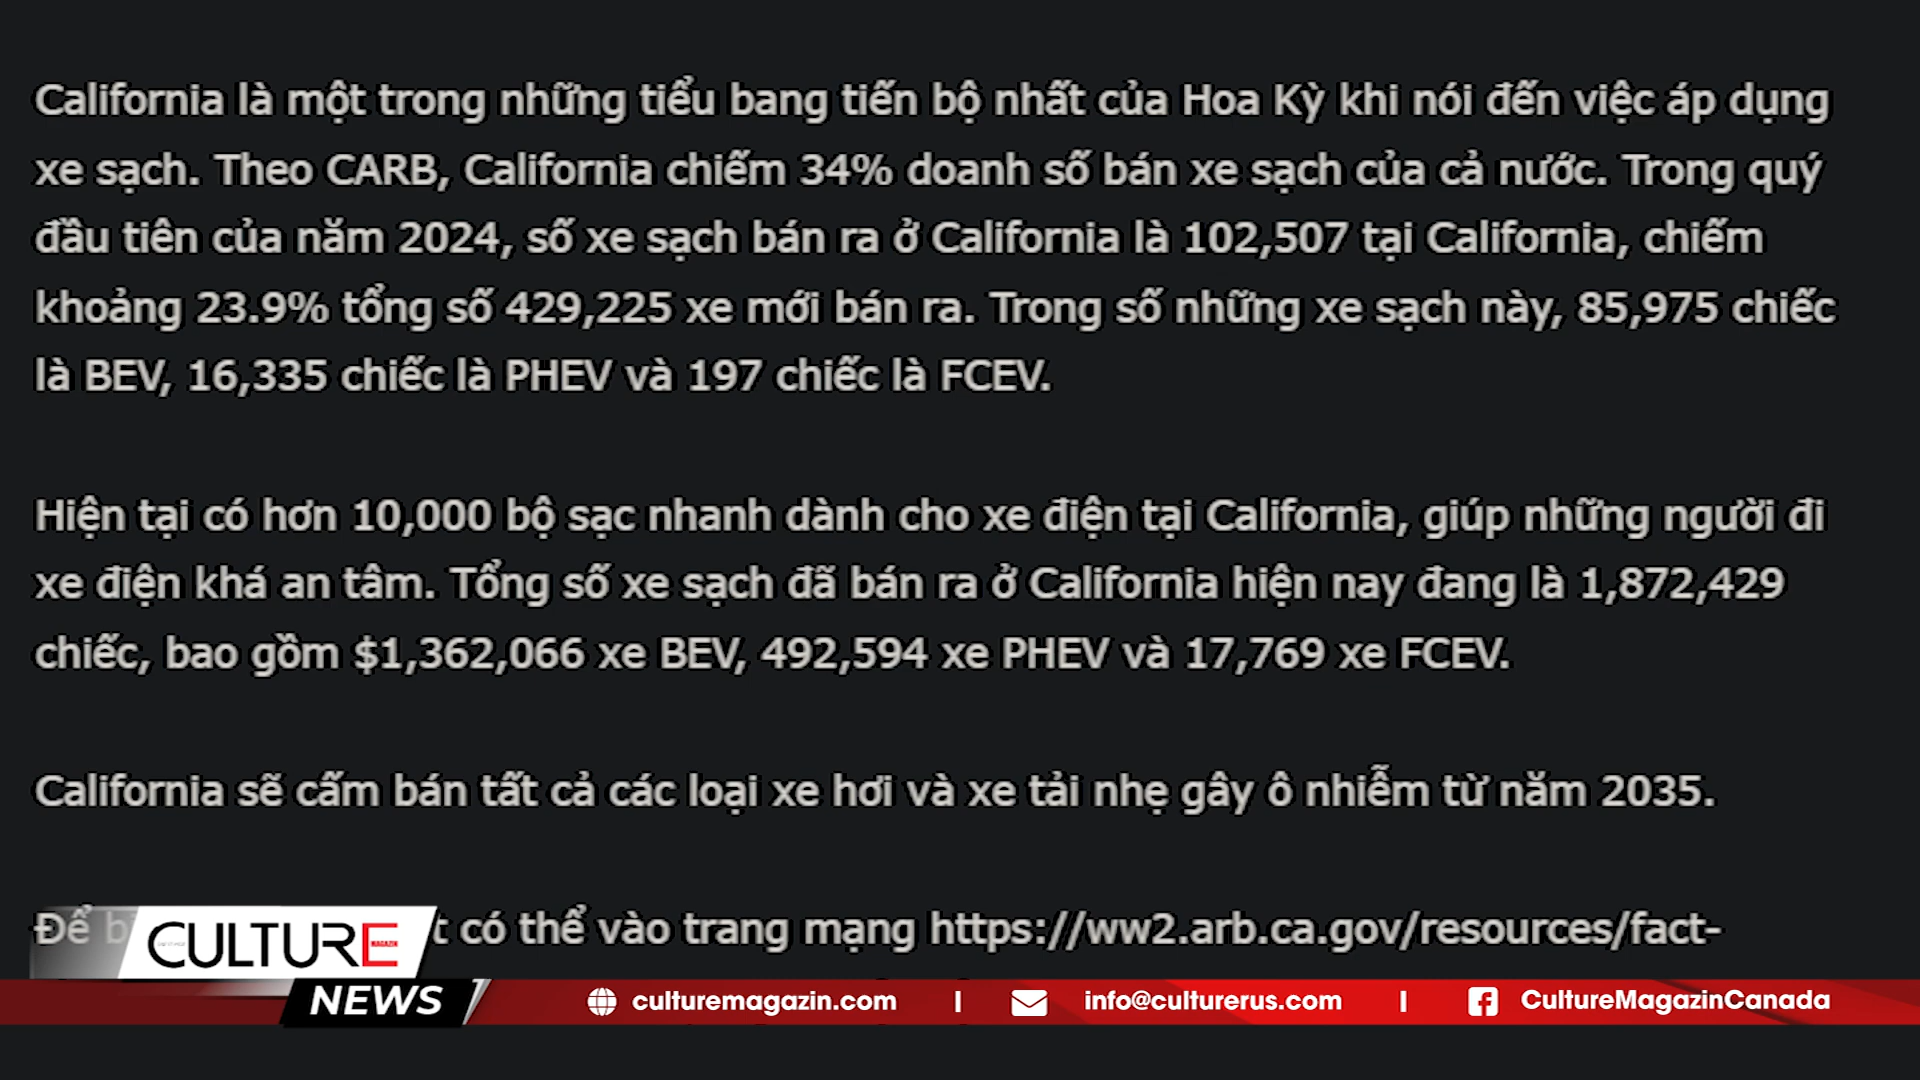 California là một trong những tiểu bang tiến bộ nhất của Hoa Kỳ khi nói đến việc áp dụng
xe sạch. Theo CARB, California chiếm 34% doanh số bán xe sạch của cả nước. Trong quý
đầu tiên của năm 2024, số xe sạch bán ra ở California là 102,507 tại California, chiếm
khoảng 23.9% tổng số 429,225 xe mới bán ra. Trong số những xe sạch này, 85,975 chiếc
là BEV, 16,335 chiếc là PHEV và 197 chiếc là FCEV.
Hiện tại có hơn 10,000 bộ sạc nhanh dành cho xe điện tại California, giúp những người đi
xe điện khá an tâm. Tổng số xe sạch đã bán ra ở California hiện nay đang là 1,872,429
chiếc, bao gồm $1,362,066 xe BEV, 492,594 xe PHEV và 17,769 xe FCEV.
California sẽ cấm bán tất cả các loại xe hơi và xe tải nhẹ gây ô nhiễm từ năm 2035.
Để có thể vào trang mạng https://ww2.arb.ca.gov/resources/fact-
CULTURE MAGAZIN
NEWS
culturemagazin.com | info@culturerus.com | CultureMagazinCanada